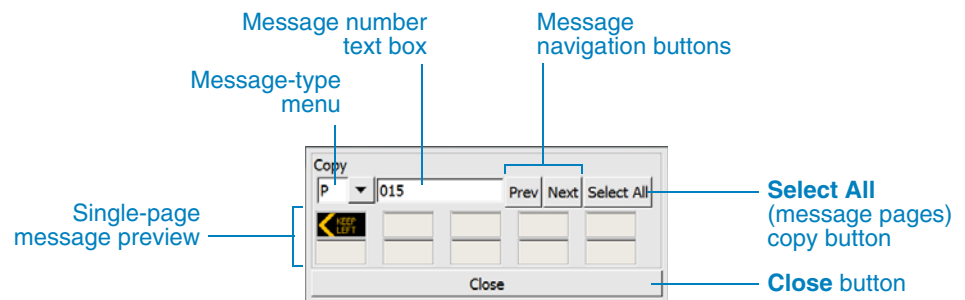 Message number
text box
Message
navigation buttons
Message-type
menu
Copy
P
015
Prev
Next
Select All
Select All
(message pages)
copy button
Single-page
message preview
KEEP
LEFT
Close
Close button